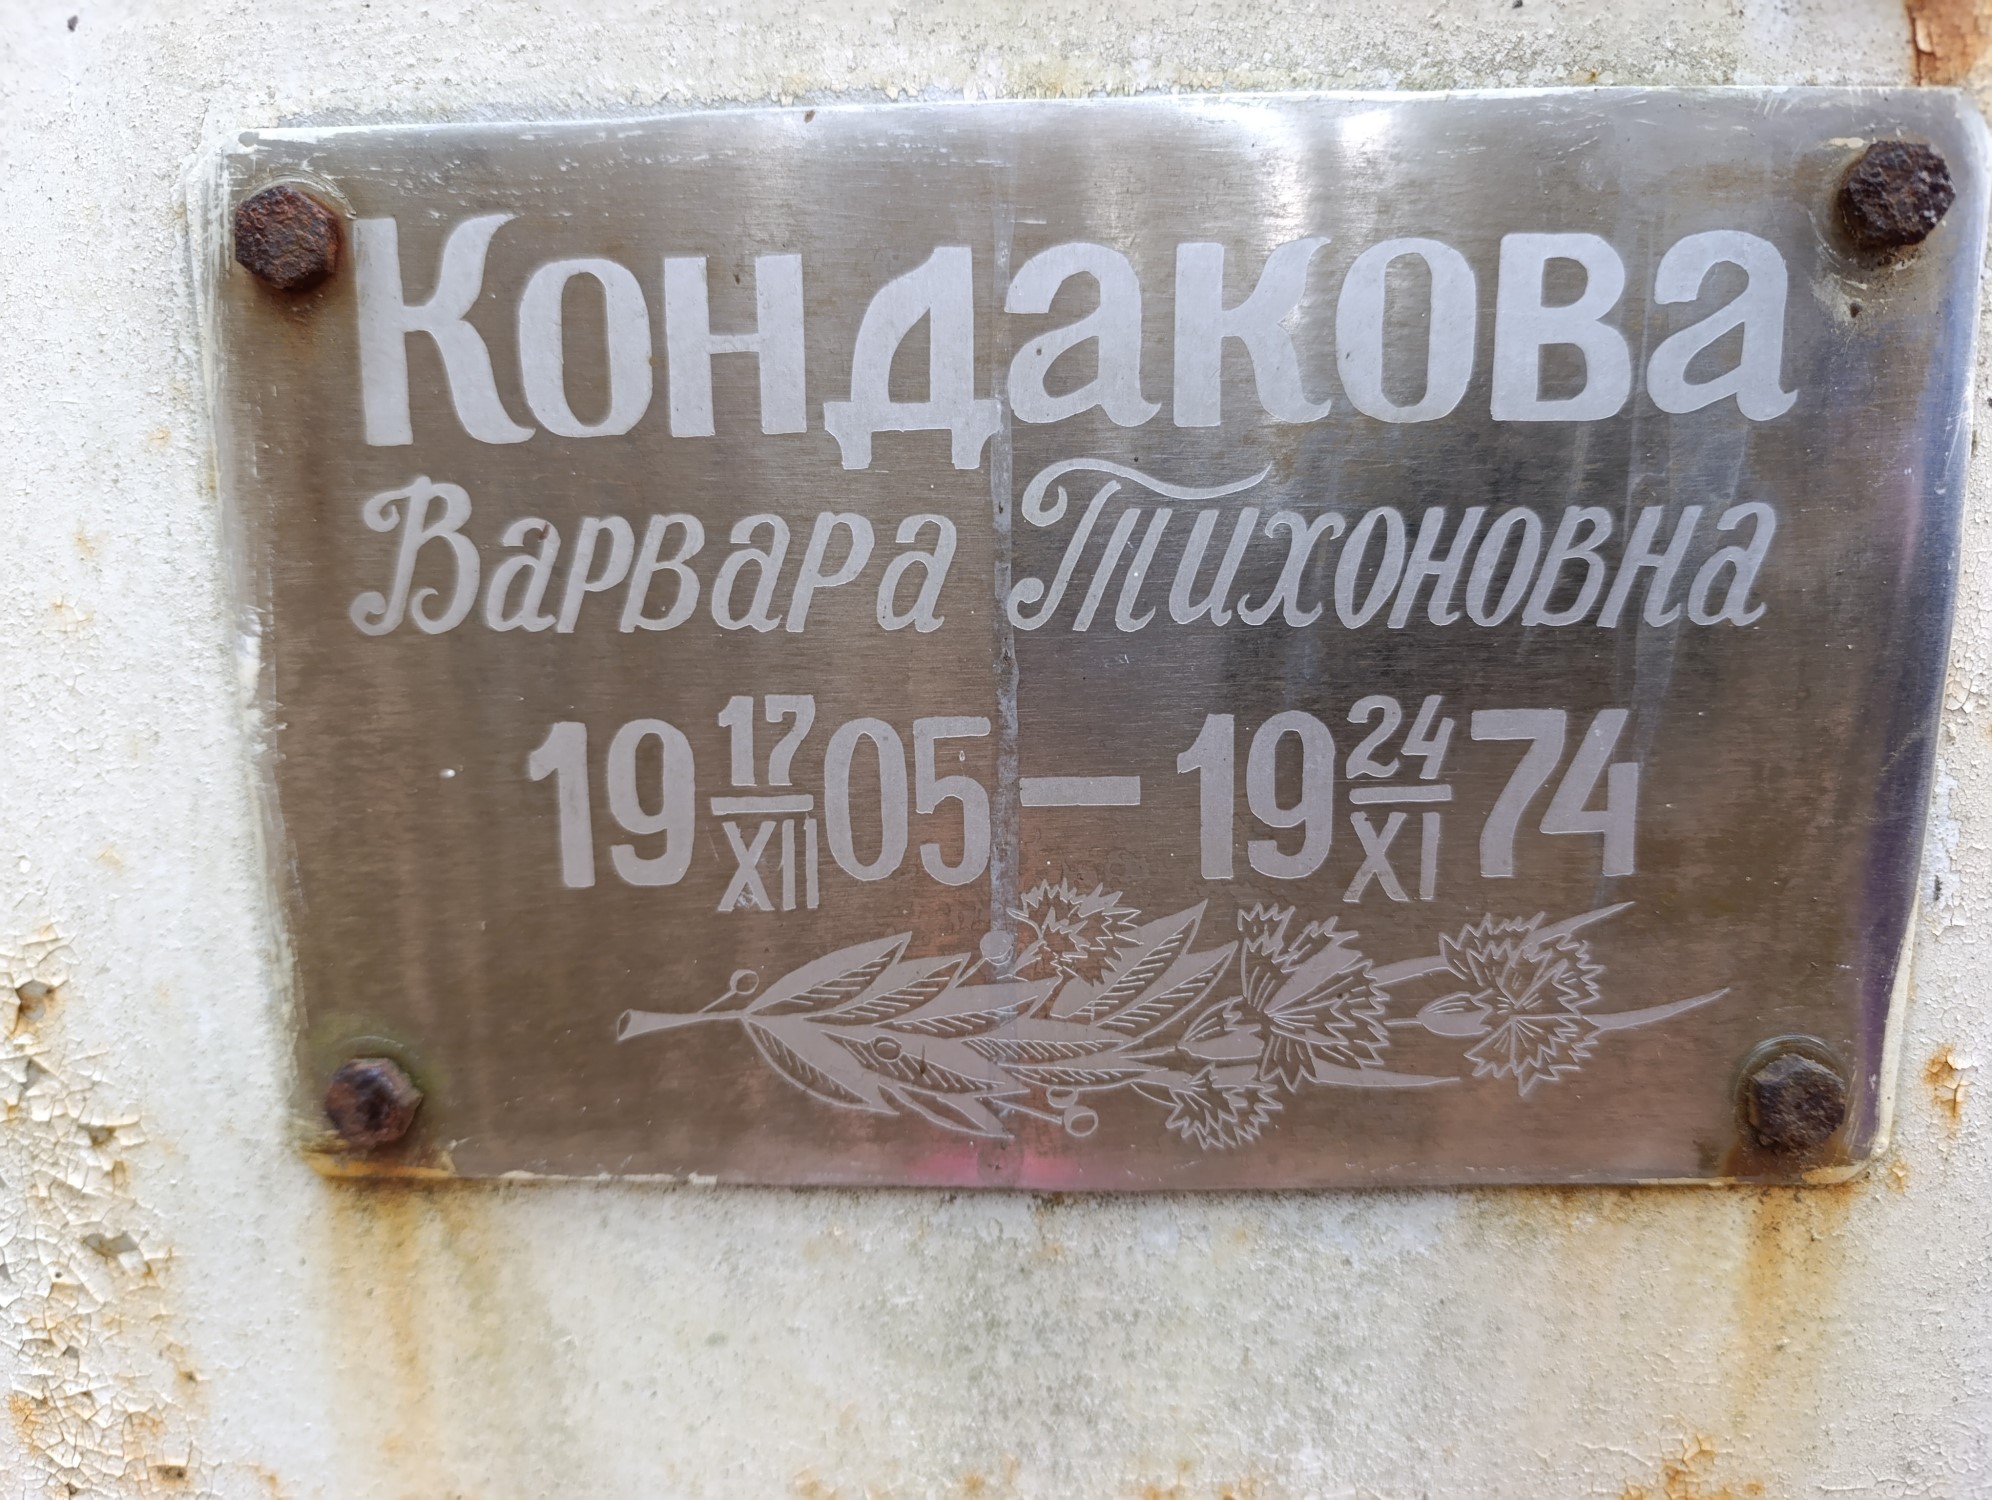 Кондакова
Варвара Тихоновна
19 17/XII 05 — 19 24/XI 74